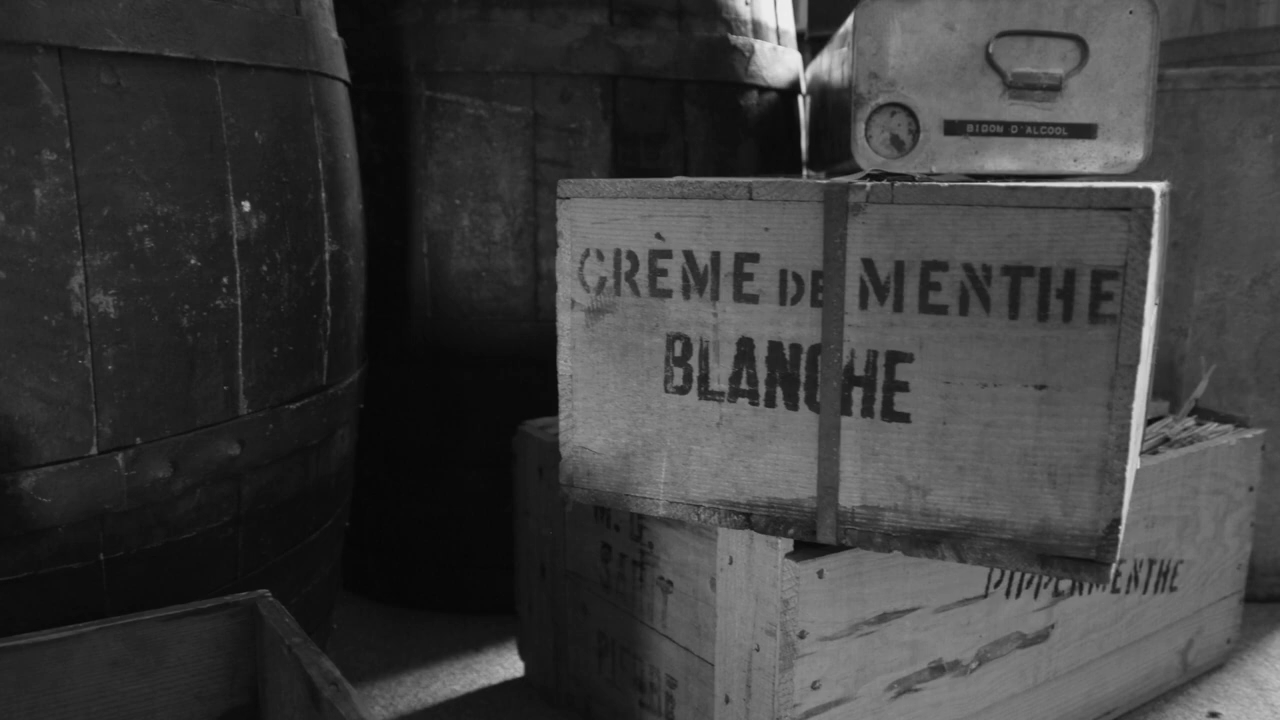 BIDON D'ALCOOL
CRÈME DE MENTHE
BLANCHE
PIPPERMENTHE